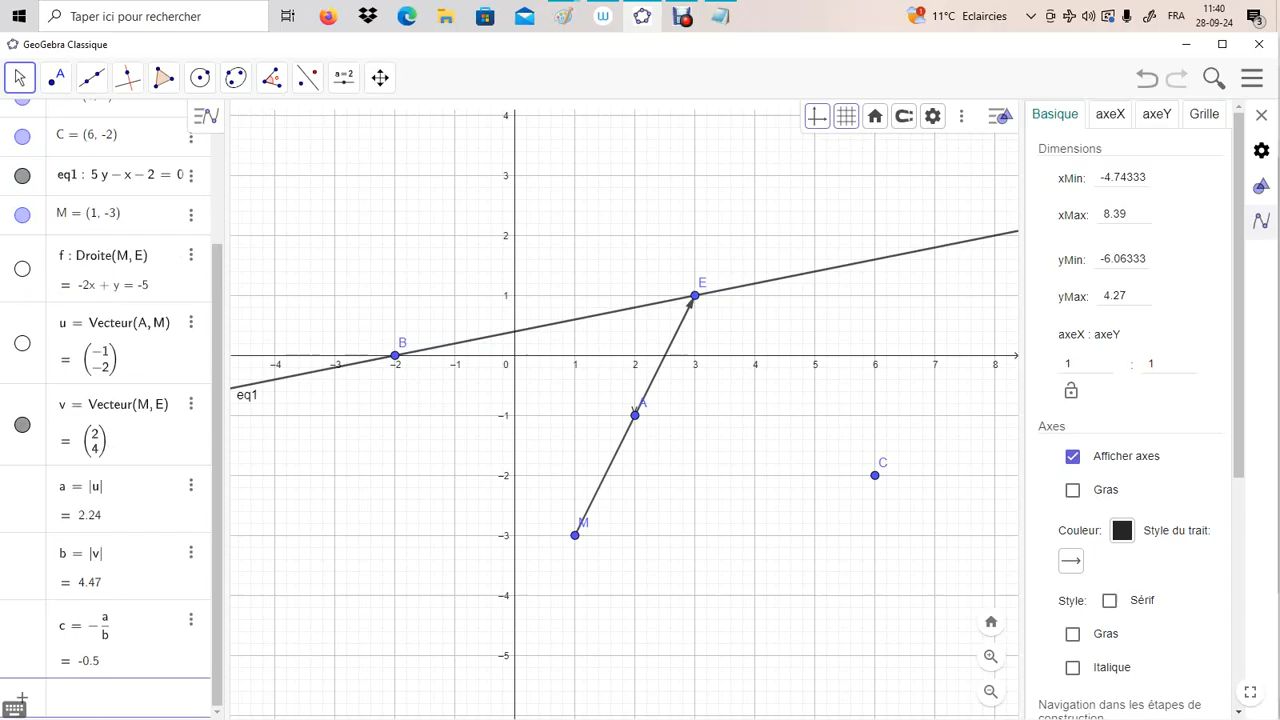 Taper ici pour rechercher
11°C Eclaircies
FRA
11:40
28-09-24
3
GeoGebra Classique
A
a=2
C = (6, -2)
eq1 : 5 y − x − 2 = 0
M = (1, -3)
f : Droite(M, E)
= -2x + y = -5
u = Vecteur(A, M)
= (−1
−2)
v = Vecteur(M, E)
= (2
4)
a = |u|
= 2.24
b = |v|
= 4.47
c = − a
b
= -0.5
4
3
2
1
0
−1
−2
−3
−4
−5
−4
−3
−2
−1
1
2
3
4
5
6
7
8
E
B
A
v
C
M
eq1
Basique
axeX
axeY
Grille
Dimensions
xMin: -4.74333
xMax: 8.39
yMin: -6.06333
yMax: 4.27
axeX : axeY
1 : 1
Axes
Afficher axes
Gras
Couleur:
Style du trait:
Style:
Sérif
Gras
Italique
Navigation dans les étapes de
construction